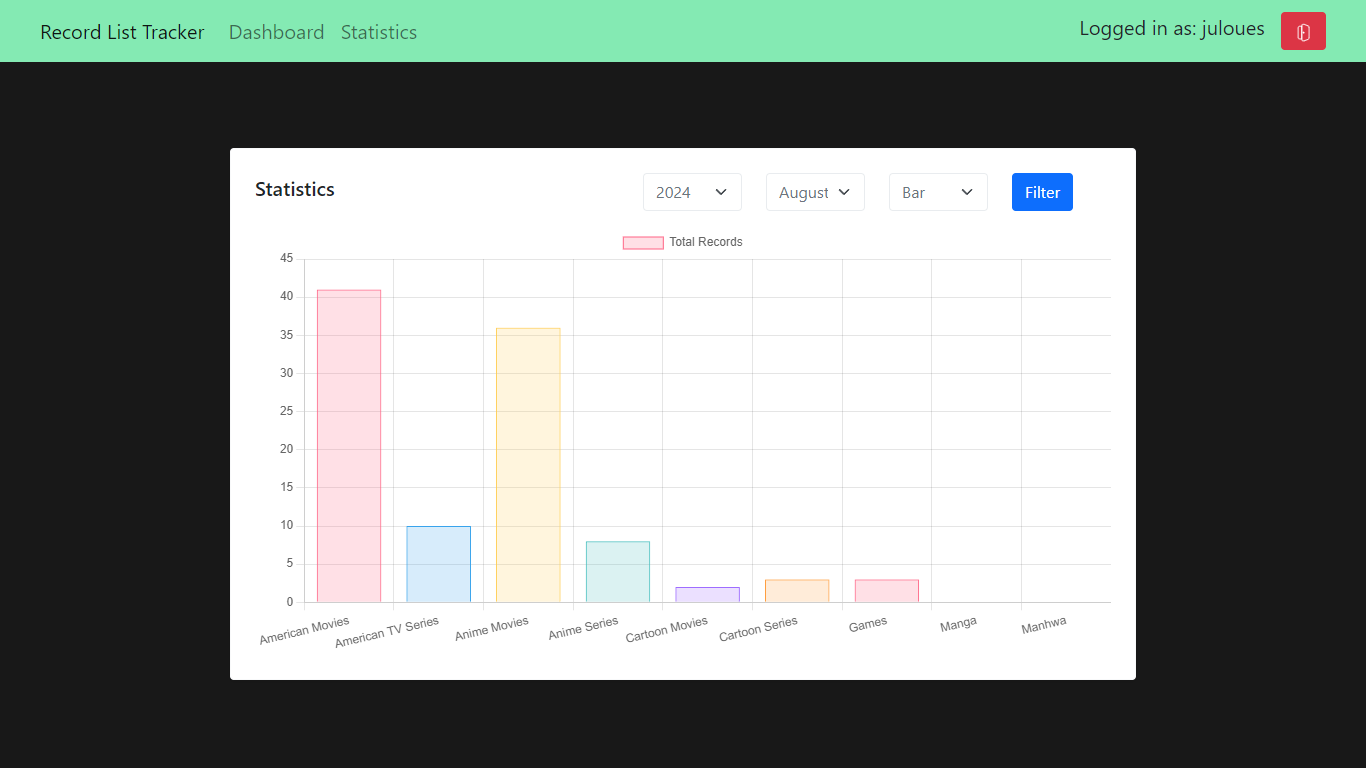 Record List Tracker Dashboard Statistics Logged in as: juloues
Statistics 2024 August Bar Filter
Total Records
45
40
35
30
25
20
15
10
5
0
American Movies American TV Series Anime Movies Anime Series Cartoon Movies Cartoon Series Games Manga Manhwa